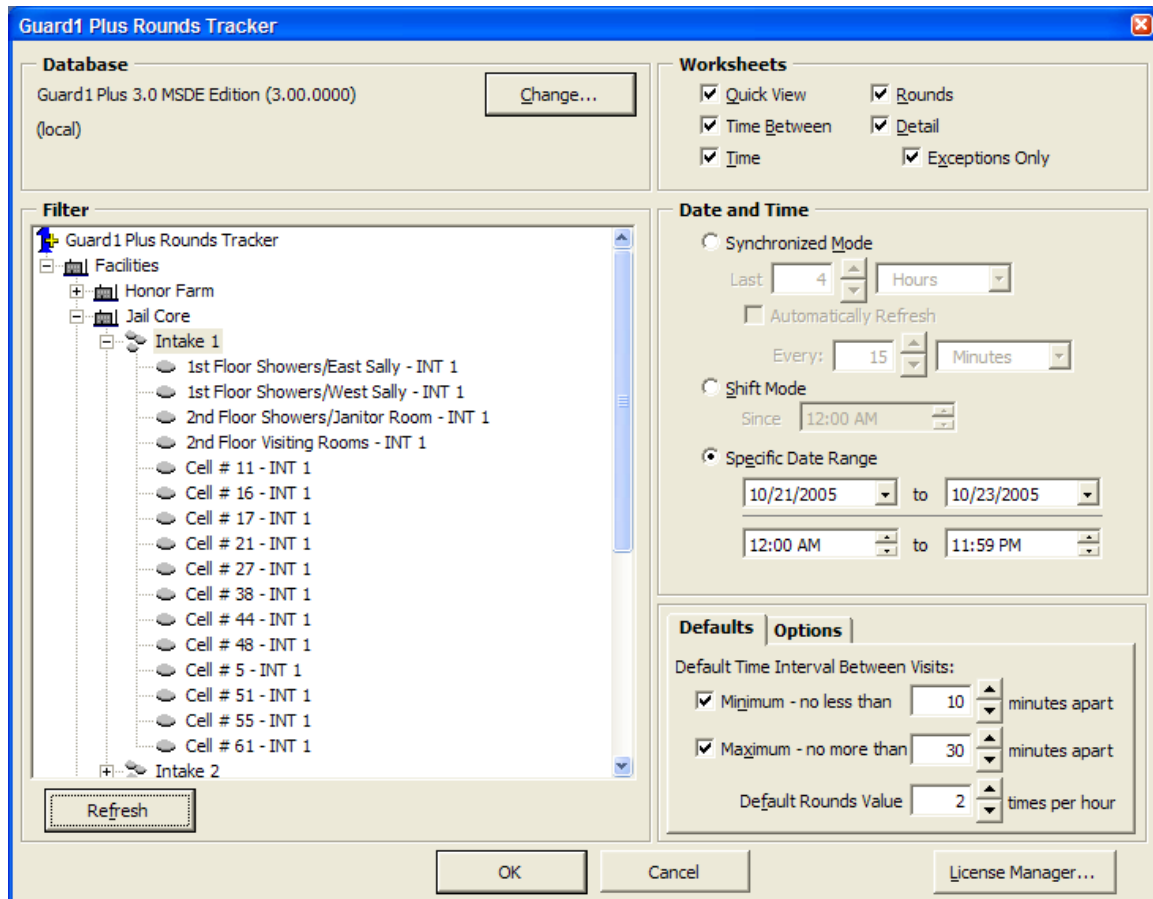 Guard1 Plus Rounds Tracker
Database
Guard1 Plus 3.0 MSDE Edition (3.00.0000)
Change...
(local)
Worksheets
Quick View
Rounds
Time Between
Detail
Time
Exceptions Only
Filter
Guard1 Plus Rounds Tracker
Facilities
Honor Farm
Jail Core
Intake 1
1st Floor Showers/East Sally - INT 1
1st Floor Showers/West Sally - INT 1
2nd Floor Showers/Janitor Room - INT 1
2nd Floor Visiting Rooms - INT 1
Cell # 11 - INT 1
Cell # 16 - INT 1
Cell # 17 - INT 1
Cell # 21 - INT 1
Cell # 27 - INT 1
Cell # 38 - INT 1
Cell # 44 - INT 1
Cell # 48 - INT 1
Cell # 5 - INT 1
Cell # 51 - INT 1
Cell # 55 - INT 1
Cell # 61 - INT 1
Intake 2
Refresh
Date and Time
Synchronized Mode
Last 4 Hours
Automatically Refresh
Every: 15 Minutes
Shift Mode
Since 12:00 AM
Specific Date Range
10/21/2005 to 10/23/2005
12:00 AM to 11:59 PM
Defaults Options
Default Time Interval Between Visits:
Minimum - no less than 10 minutes apart
Maximum - no more than 30 minutes apart
Default Rounds Value 2 times per hour
OK
Cancel
License Manager...